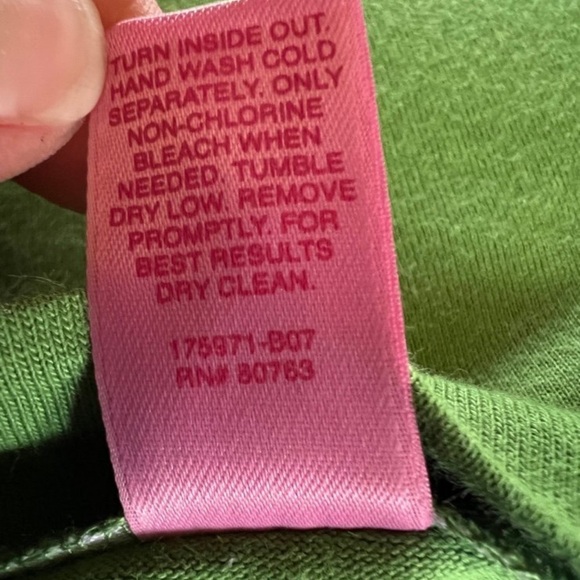 TURN INSIDE OUT,
HAND WASH COLD
SEPARATELY. ONLY
NON-CHLORINE
BLEACH WHEN
NEEDED. TUMBLE
DRY LOW. REMOVE
PROMPTLY. FOR
BEST RESULTS
DRY CLEAN.
175971-B07
RN# 80763